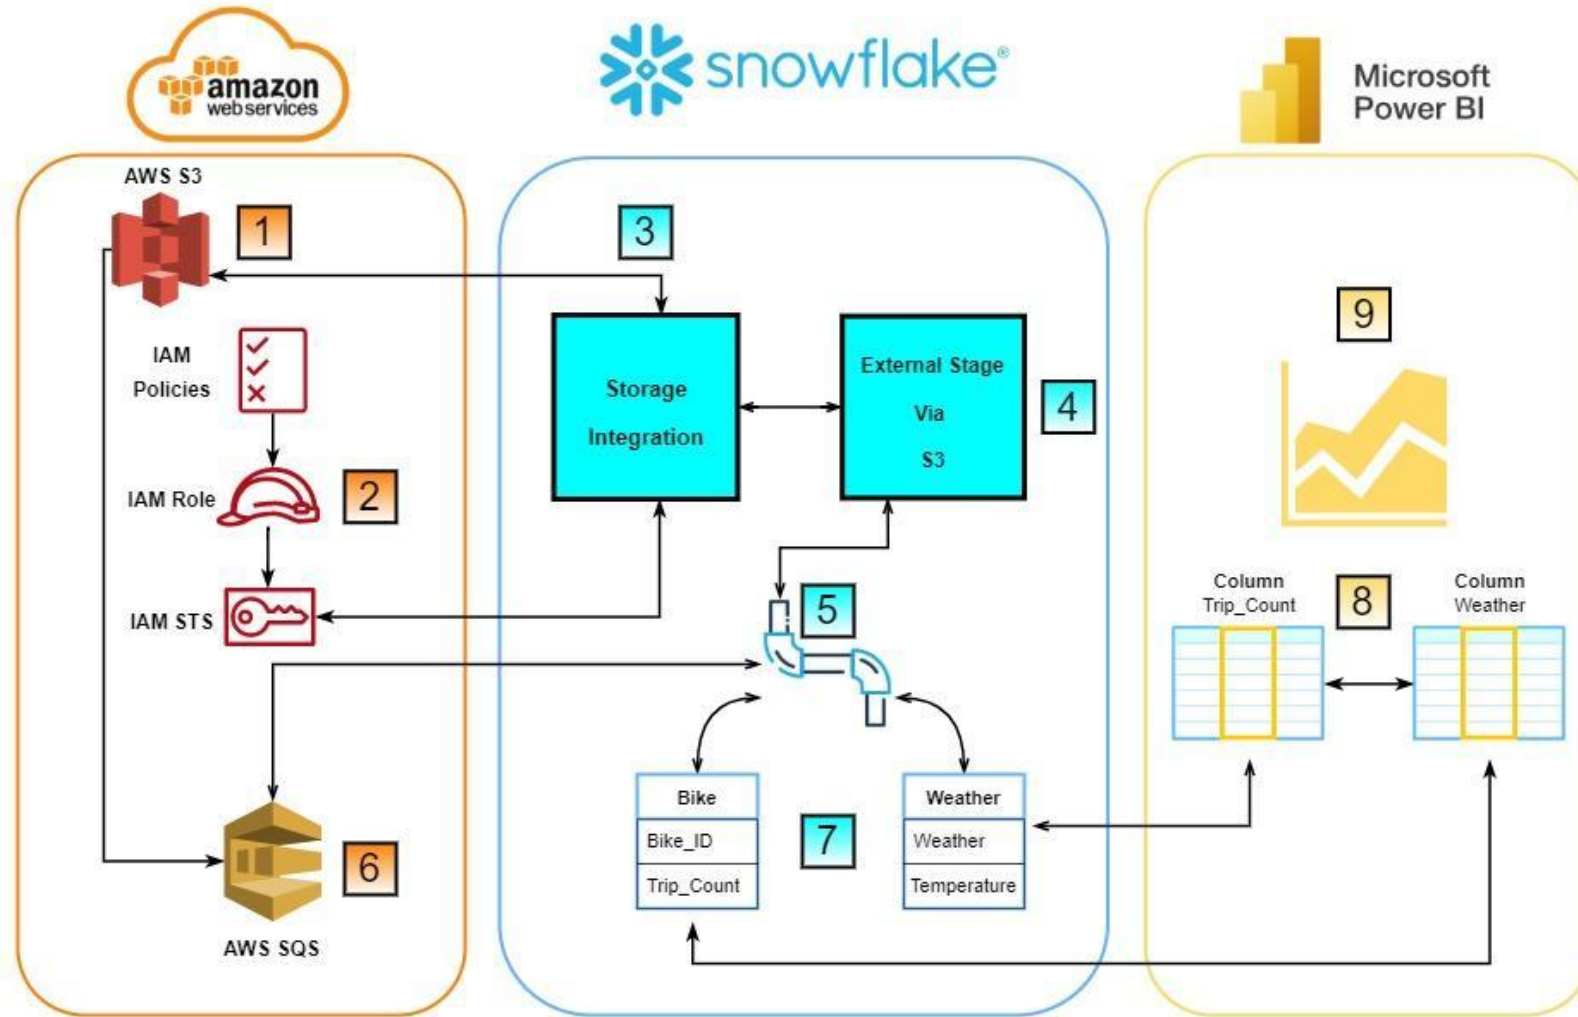 amazon
webservices
snowflake®
Microsoft
Power BI
AWS S3
1
IAM
Policies
IAM Role
2
IAM STS
6
AWS SQS
3
Storage
Integration
External Stage
Via
S3
4
5
Bike
Bike_ID
Trip_Count
7
Weather
Weather
Temperature
9
Column
Trip_Count
8
Column
Weather